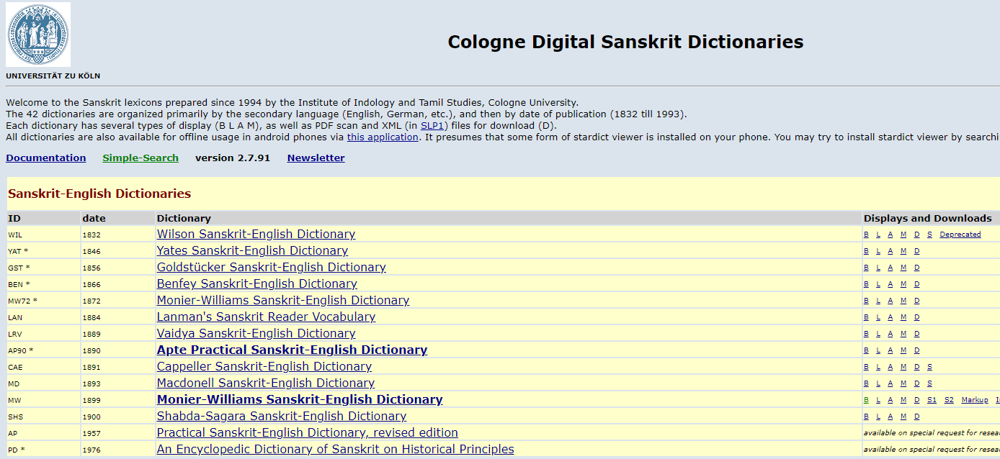 Cologne Digital Sanskrit Dictionaries
UNIVERSITÄT ZU KÖLN
Welcome to the Sanskrit lexicons prepared since 1994 by the Institute of Indology and Tamil Studies, Cologne University.
The 42 dictionaries are organized primarily by the secondary language (English, German, etc.), and then by date of publication (1832 till 1993).
Each dictionary has several types of display (B L A M), as well as PDF scan and XML (in SLP1) files for download (D).
All dictionaries are also available for offline usage in android phones via this application. It presumes that some form of stardict viewer is installed on your phone. You may try to install stardict viewer by searchi
Documentation Simple-Search version 2.7.91 Newsletter
Sanskrit-English Dictionaries
ID date Dictionary Displays and Downloads
WIL 1832 Wilson Sanskrit-English Dictionary B L A M D S Deprecated
YAT * 1846 Yates Sanskrit-English Dictionary B L A M D
GST * 1856 Goldstücker Sanskrit-English Dictionary B L A M D
BEN * 1866 Benfey Sanskrit-English Dictionary B L A M D
MW72 * 1872 Monier-Williams Sanskrit-English Dictionary B L A M D
LAN 1884 Lanman's Sanskrit Reader Vocabulary B L A M D
LRV 1889 Vaidya Sanskrit-English Dictionary B L A M D
AP90 * 1890 Apte Practical Sanskrit-English Dictionary B L A M D
CAE 1891 Cappeller Sanskrit-English Dictionary B L A M D S
MD 1893 Macdonell Sanskrit-English Dictionary B L A M D S
MW 1899 Monier-Williams Sanskrit-English Dictionary B L A M D S1 S2 Markup
SHS 1900 Shabda-Sagara Sanskrit-English Dictionary B L A M D
AP 1957 Practical Sanskrit-English Dictionary, revised edition available on special request for resea
PD * 1976 An Encyclopedic Dictionary of Sanskrit on Historical Principles available on special request for resea